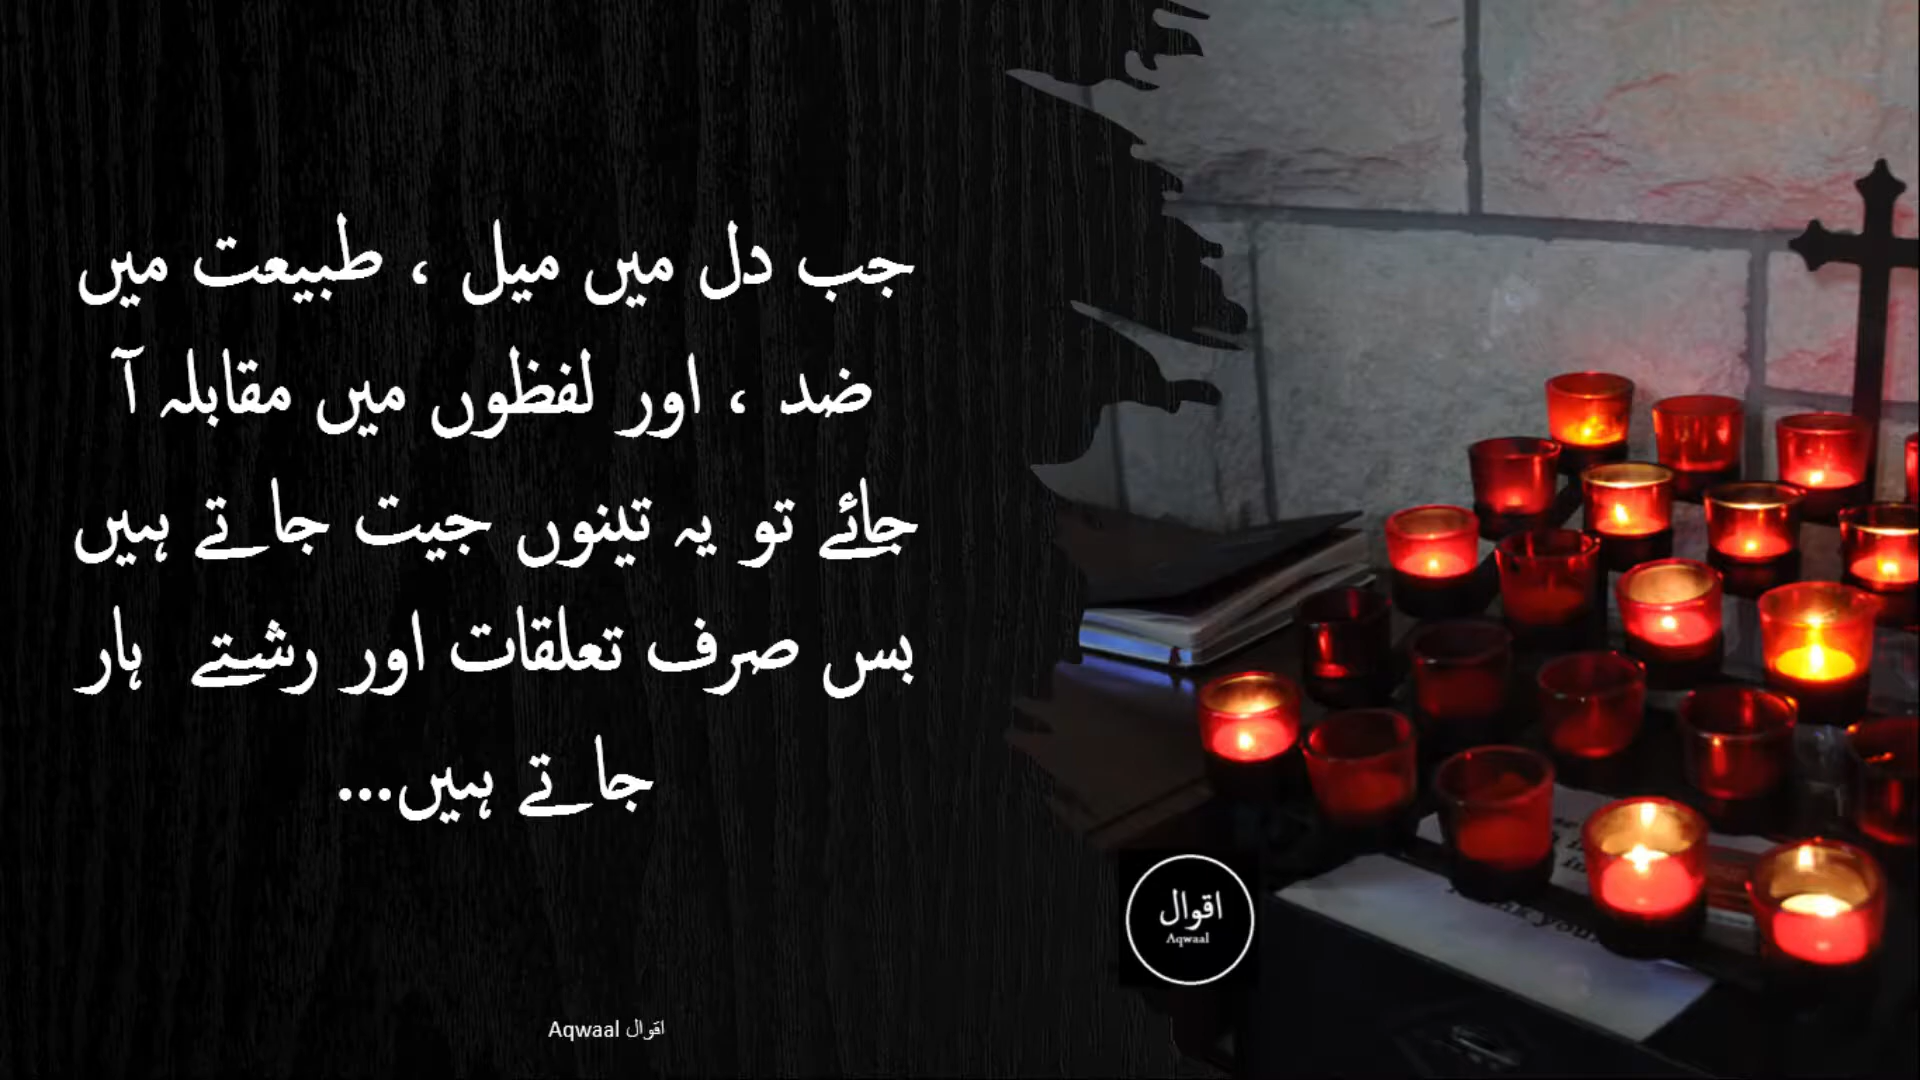 جب دل میں میل ، طبیعت میں
ضد ، اور لفظوں میں مقابلہ آ
جائے تو یہ تینوں جیت جاتے ہیں
بس صرف تعلقات اور رشتے ہار
جاتے ہیں...
اقوال
Aqwaal
Aqwaal اقوال